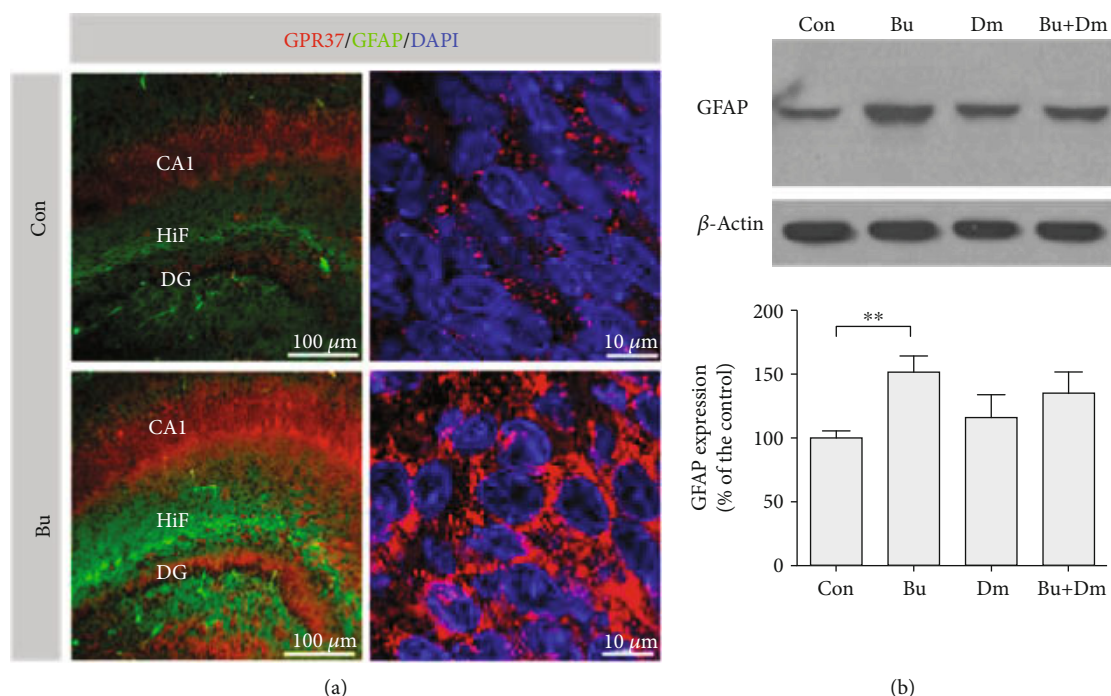 GPR37/GFAP/DAPI
Con
CA1
HiF
DG
100 μm
10 μm
Bu
CA1
HiF
DG
100 μm
10 μm
(a)
Con Bu Dm Bu+Dm
GFAP
β-Actin
GFAP expression
(% of the control)
200
150
100
50
0
**
Con Bu Dm Bu+Dm
(b)